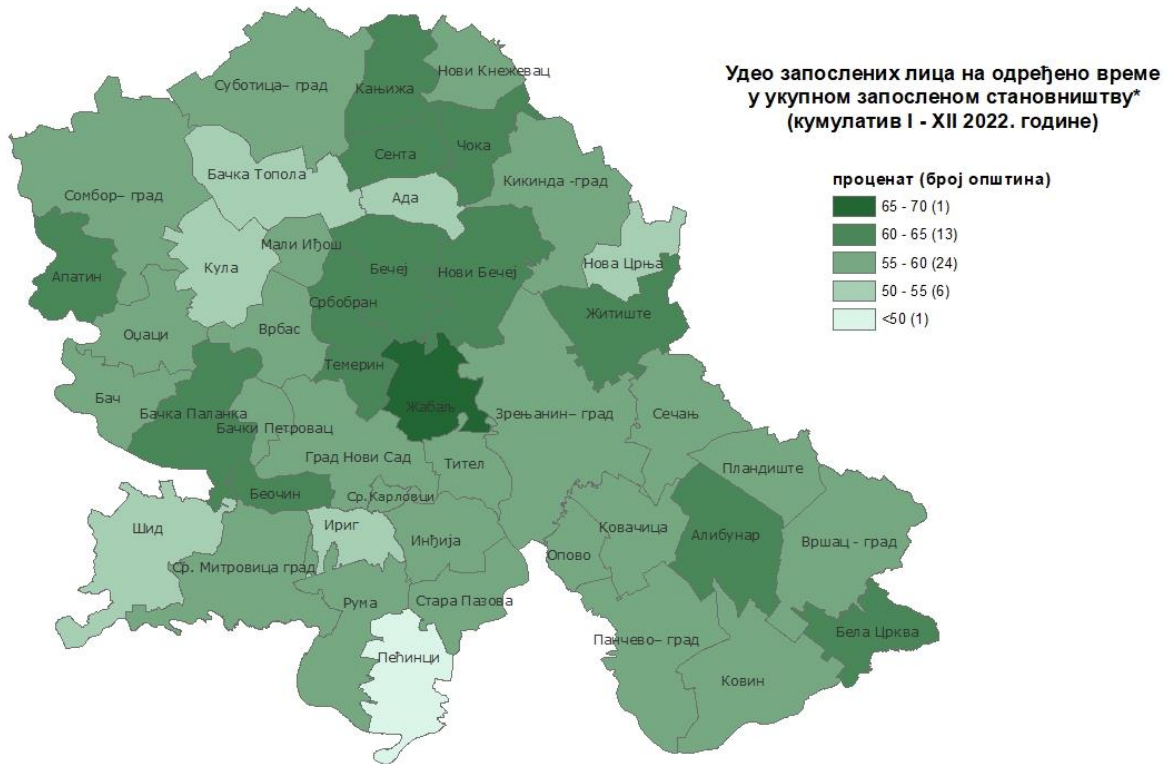 Удео запослених лица на одређено време
у укупном запосленом становништву*
(кумулатив I - XII 2022. године)
проценат (број општина)
65 - 70 (1)
60 - 65 (13)
55 - 60 (24)
50 - 55 (6)
<50 (1)
Суботица– град
Кањижа
Нови Кнежевац
Сента
Чока
Бачка Топола
Ада
Кикинда -град
Сомбор– град
Мали Иђош
Кула
Бечеј
Нови Бечеј
Нова Црња
Апатин
Србобран
Житиште
Оџаци
Врбас
Темерин
Бач
Бачка Паланка
Жабаљ
Зрењанин– град
Сечањ
Бачки Петровац
Град Нови Сад
Тител
Пландиште
Беочин
Ср.Карловци
Шид
Ириг
Инђија
Ковачица
Алибунар
Вршац - град
Опово
Ср. Митровица град
Рума
Стара Пазова
Панчево– град
Бела Црква
Пећинци
Ковин